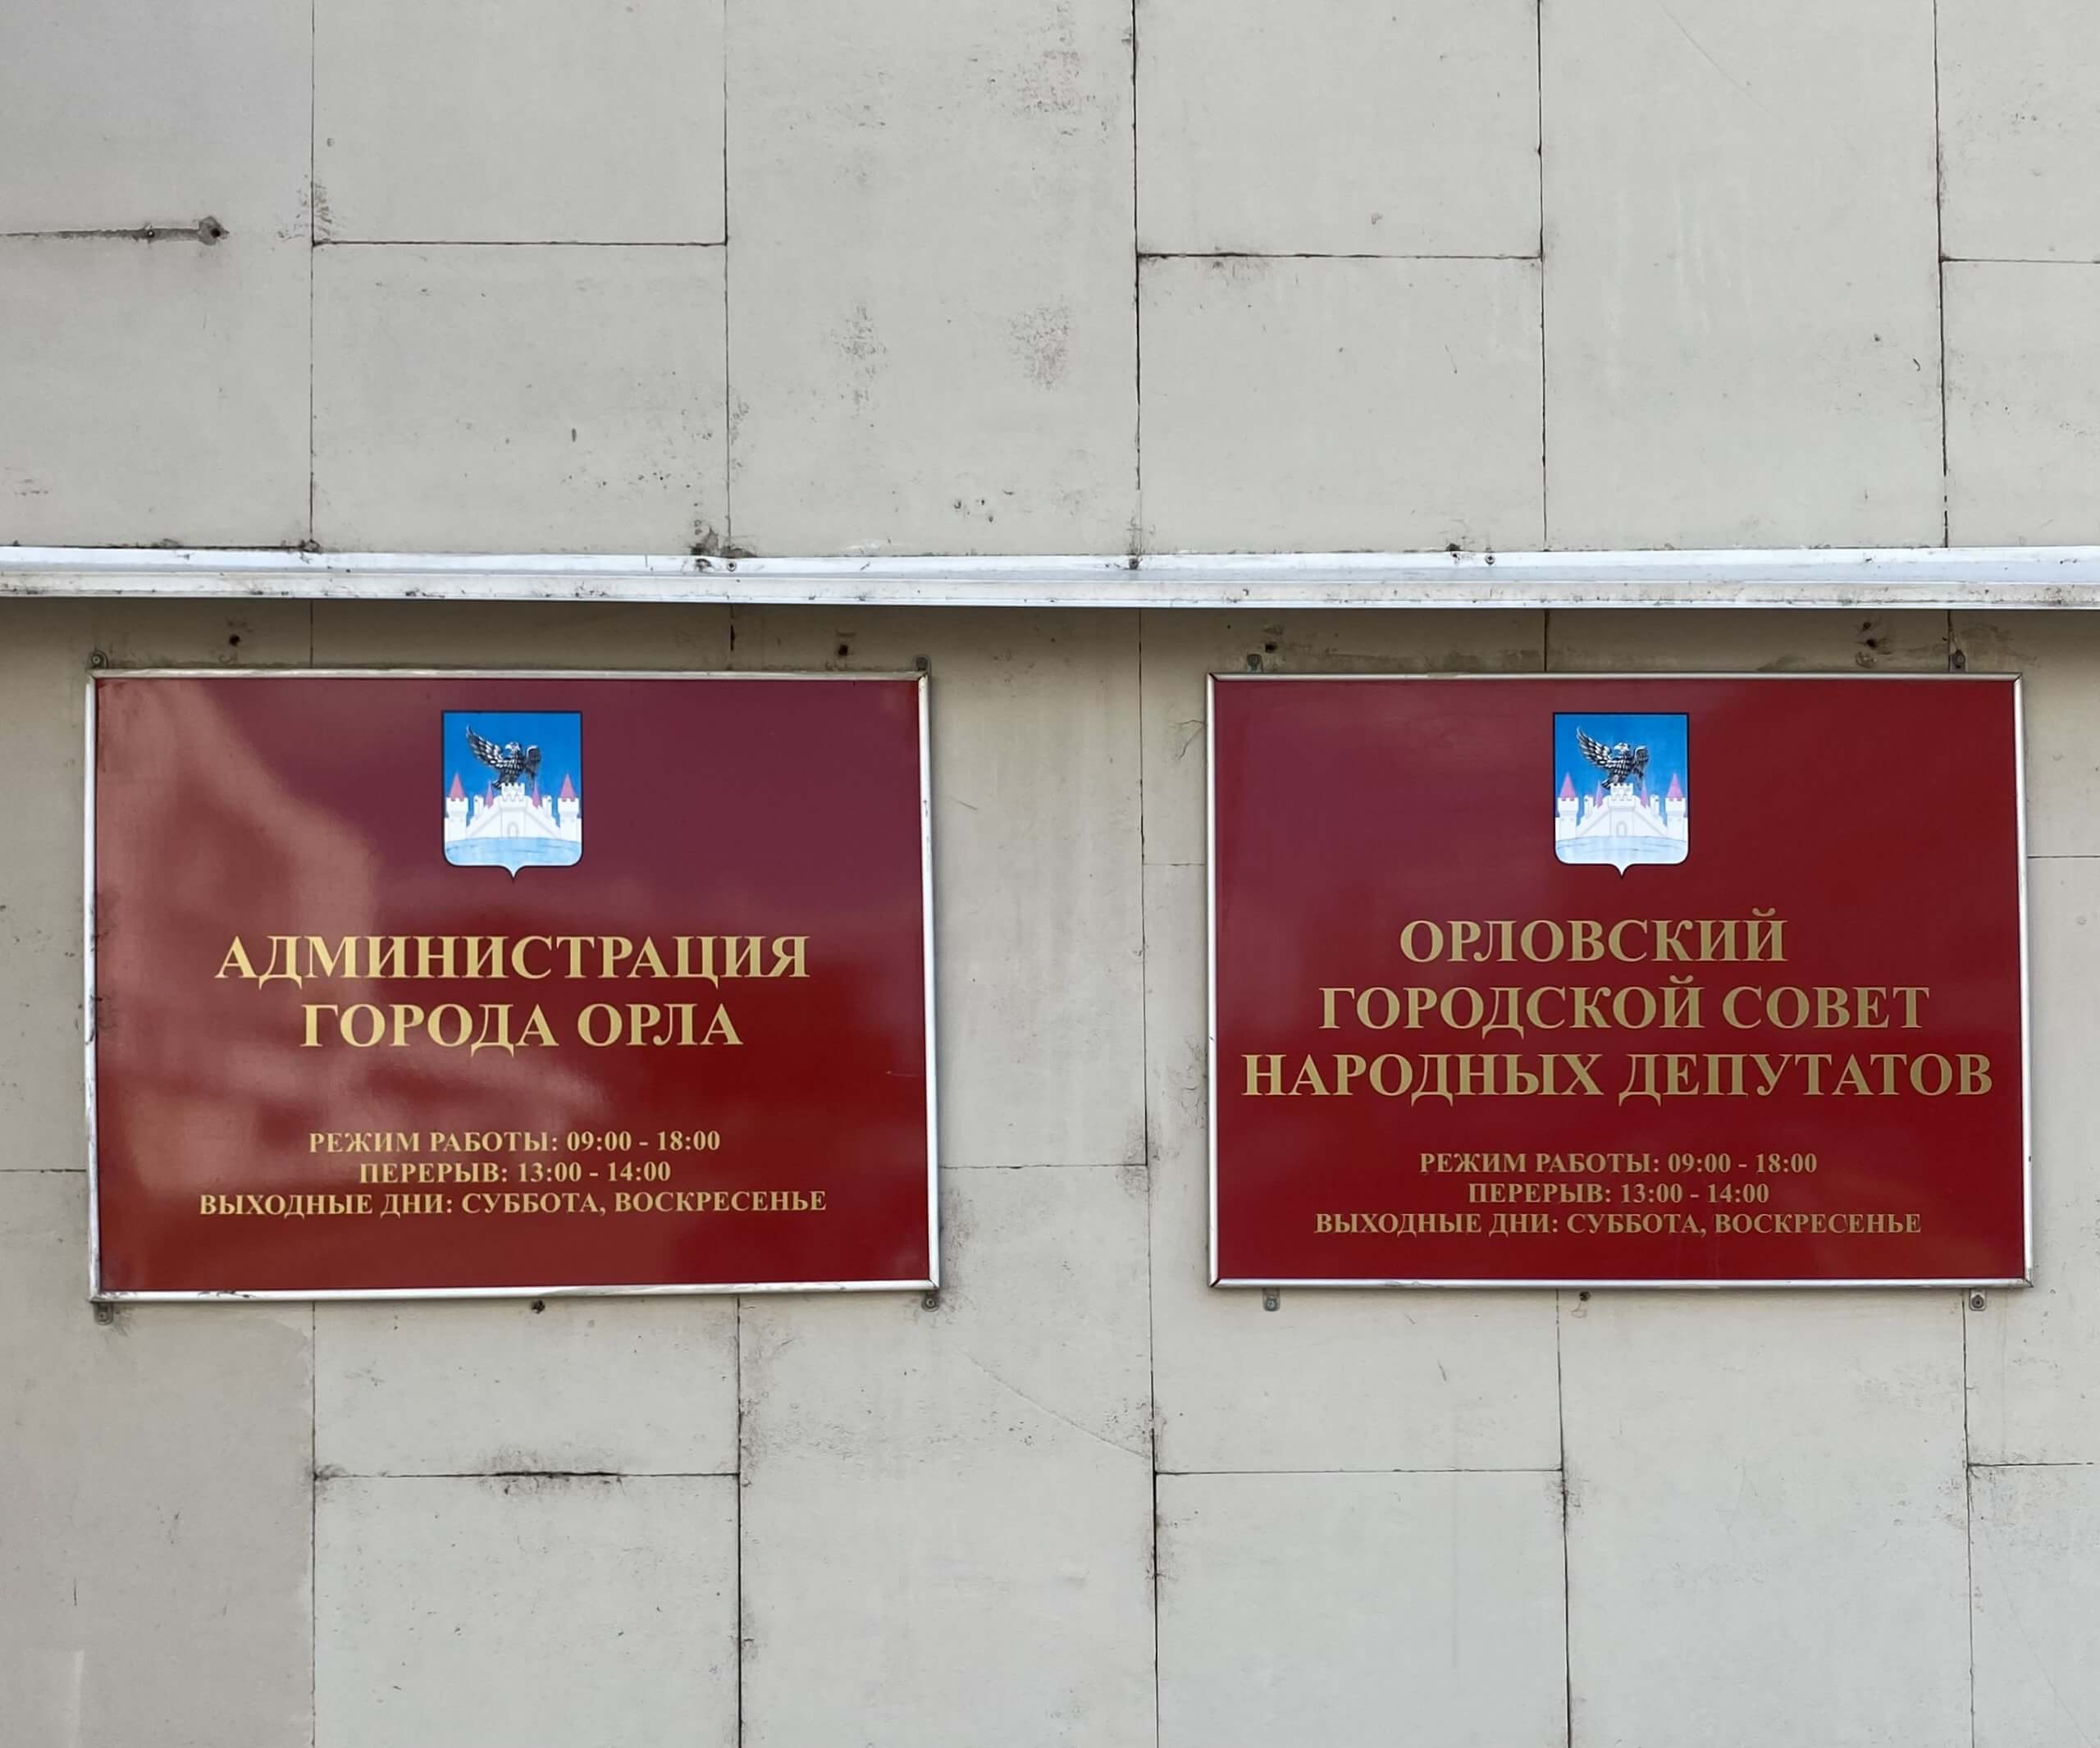 АДМИНИСТРАЦИЯ
ГОРОДА ОРЛА
РЕЖИМ РАБОТЫ: 09:00 - 18:00
ПЕРЕРЫВ: 13:00 - 14:00
ВЫХОДНЫЕ ДНИ: СУББОТА, ВОСКРЕСЕНЬЕ
ОРЛОВСКИЙ
ГОРОДСКОЙ СОВЕТ
НАРОДНЫХ ДЕПУТАТОВ
РЕЖИМ РАБОТЫ: 09:00 - 18:00
ПЕРЕРЫВ: 13:00 - 14:00
ВЫХОДНЫЕ ДНИ: СУББОТА, ВОСКРЕСЕНЬЕ